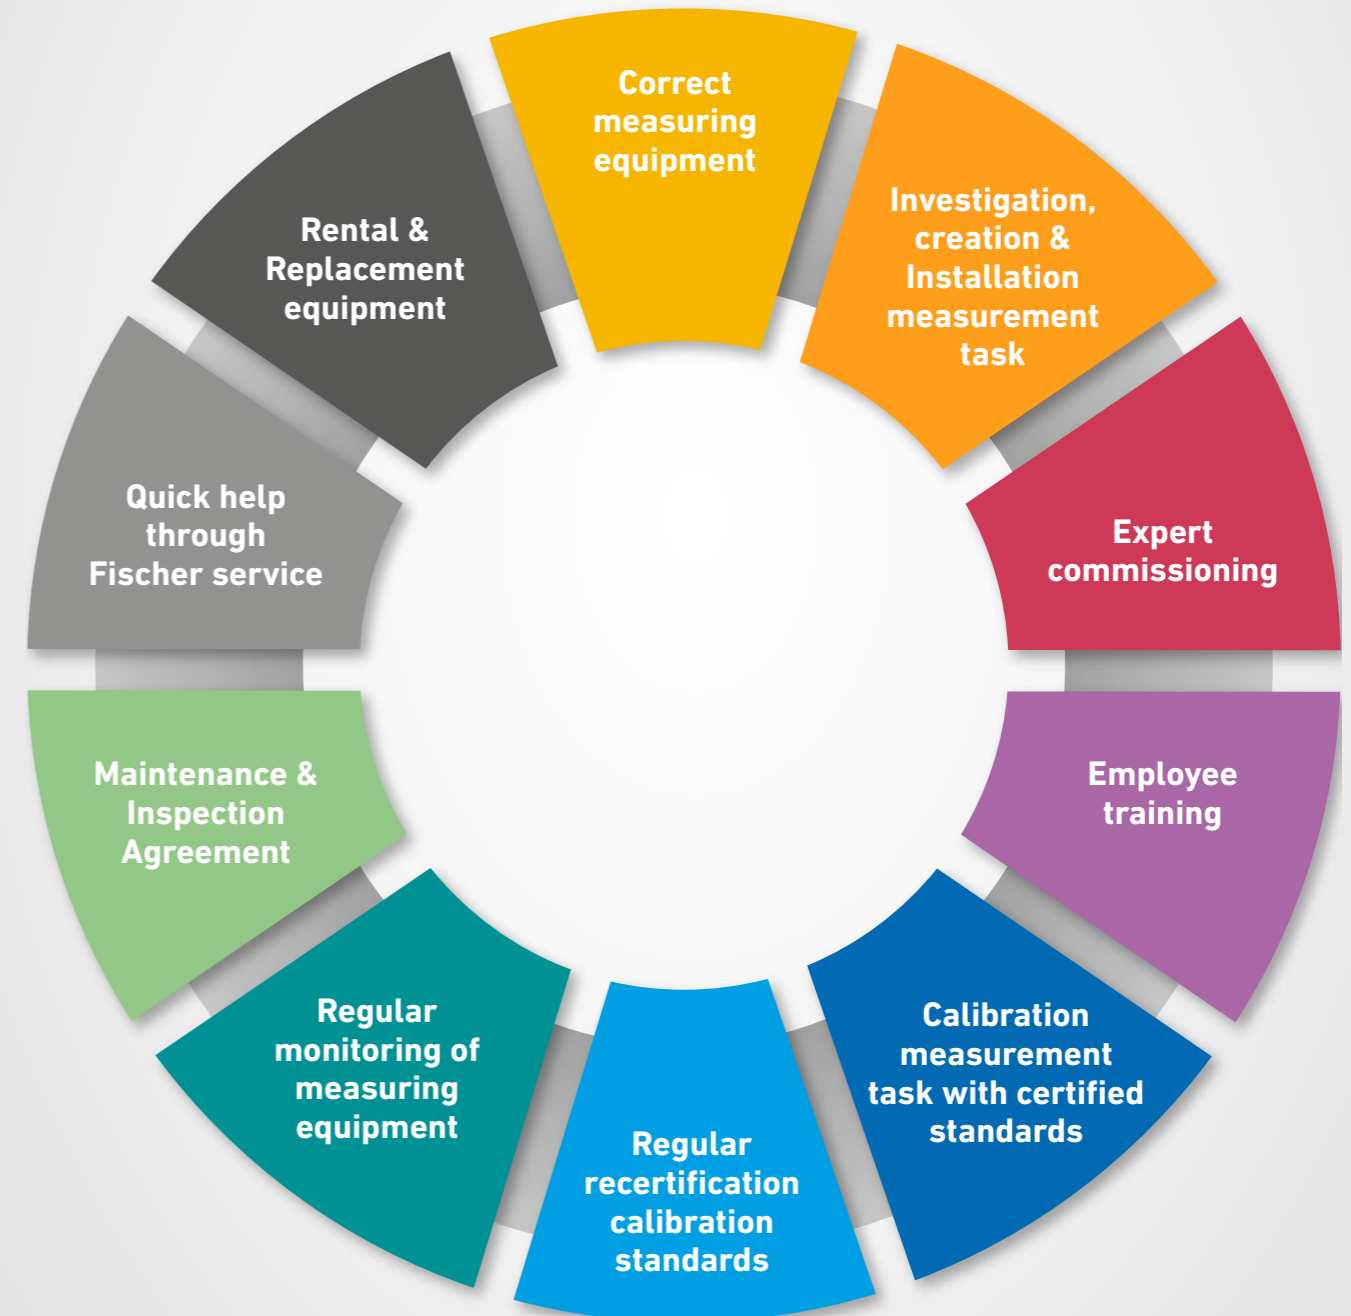 Correct
measuring
equipment
Investigation,
creation &
Installation
measurement
task
Expert
commissioning
Employee
training
Calibration
measurement
task with certified
standards
Regular
recertification
calibration
standards
Regular
monitoring of
measuring
equipment
Maintenance &
Inspection
Agreement
Quick help
through
Fischer service
Rental &
Replacement
equipment